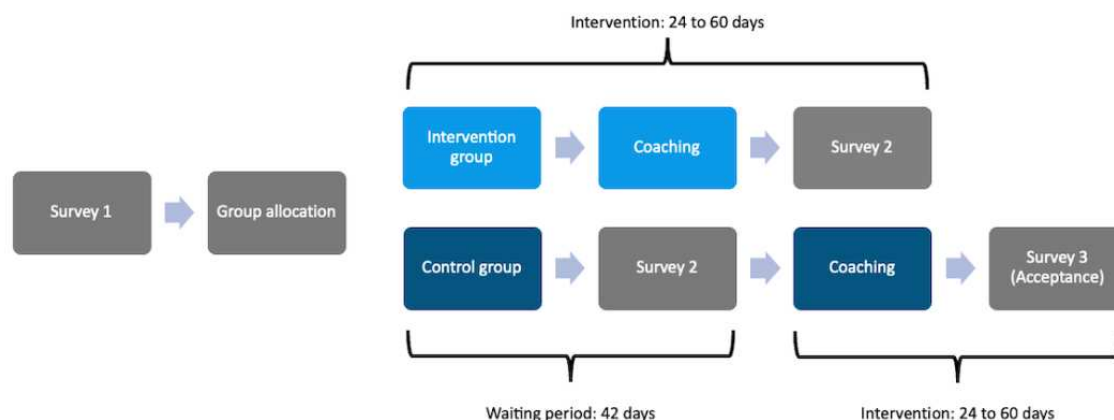 Intervention: 24 to 60 days
Intervention
group
Coaching
Survey 2
Survey 1
Group allocation
Control group
Survey 2
Coaching
Survey 3
(Acceptance)
Waiting period: 42 days
Intervention: 24 to 60 days